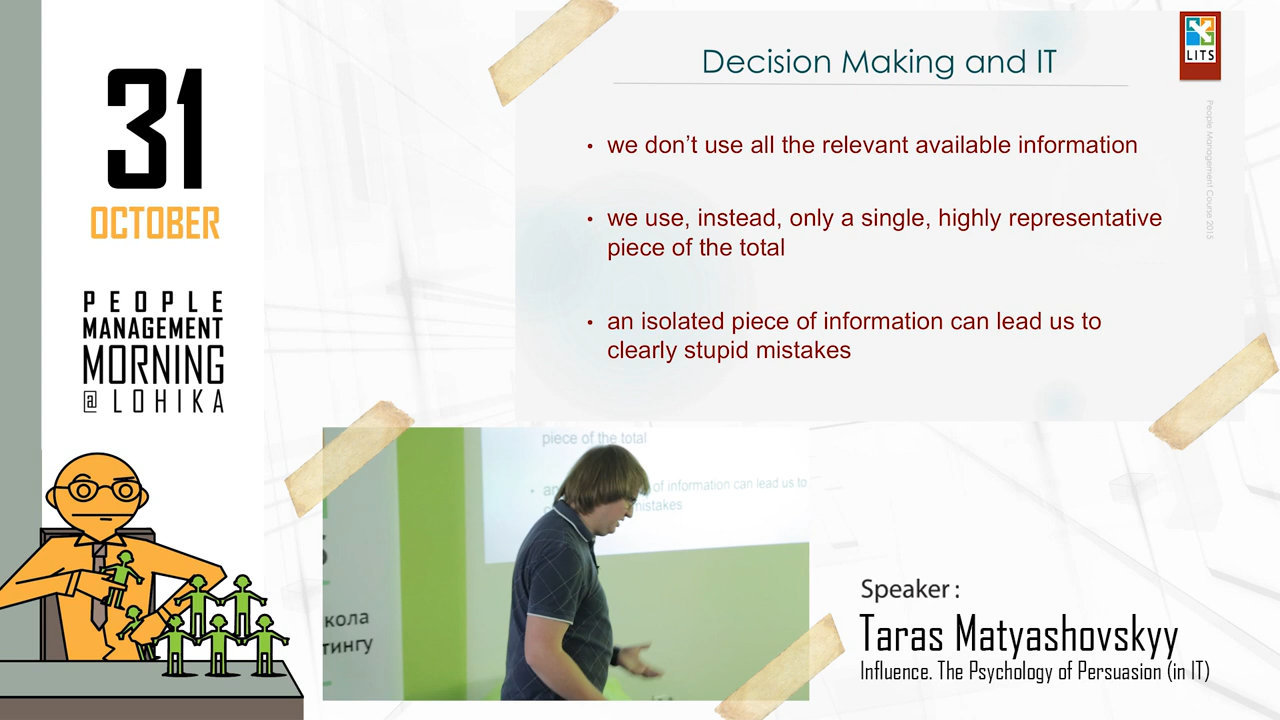 31
OCTOBER
PEOPLE
MANAGEMENT
MORNING
@ LOHIKA
Decision Making and IT
LITS
People Management Course 2015
• we don’t use all the relevant available information
• we use, instead, only a single, highly representative
piece of the total
• an isolated piece of information can lead us to
clearly stupid mistakes
piece of the total
of information can lead us to
mistakes
кола
тингу
Speaker :
Taras Matyashovskyy
Influence. The Psychology of Persuasion (in IT)